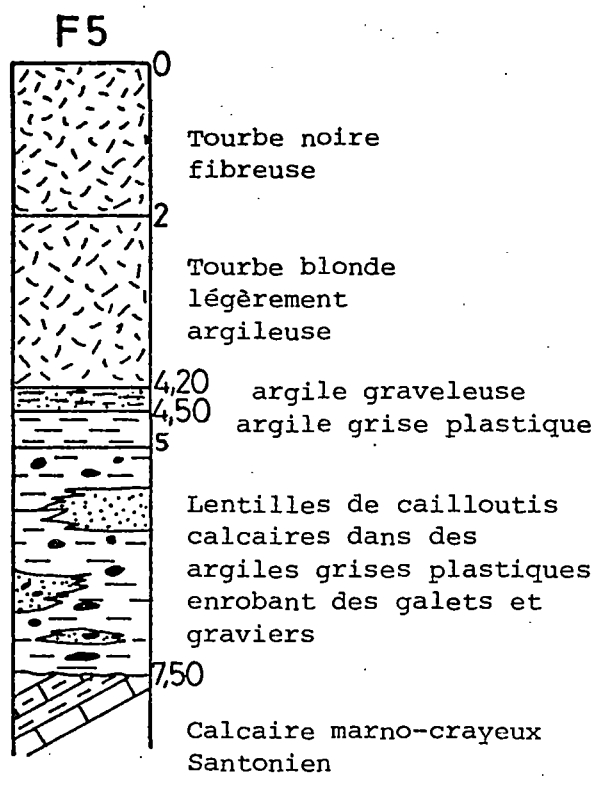 F5
0
Tourbe noire
fibreuse
2
Tourbe blonde
légèrement
argileuse
4,20
argile graveleuse
4,50
argile grise plastique
5
Lentilles de cailloutis
calcaires dans des
argiles grises plastiques
enrobant des galets et
graviers
7,50
Calcaire marno-crayeux
Santonien